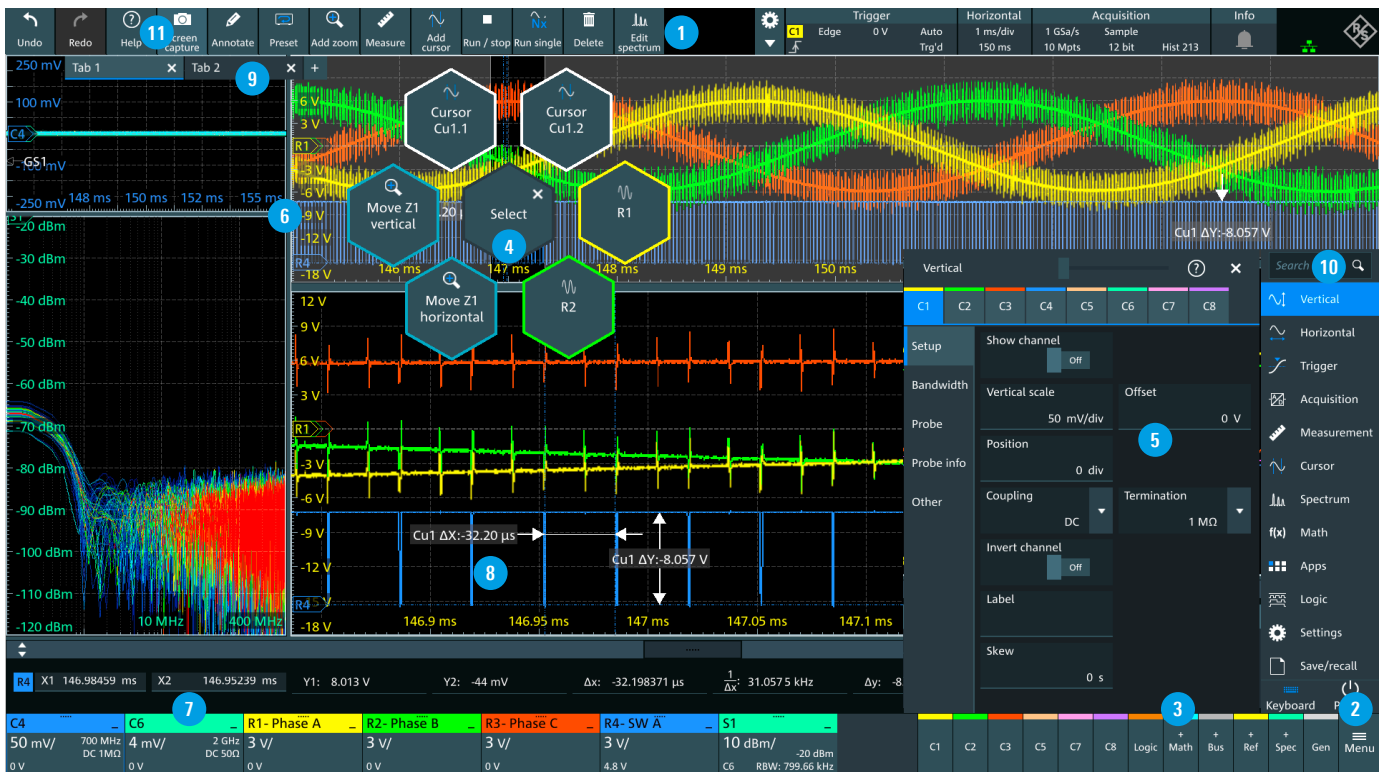 Undo
Redo
Help
11
Screen capture
Annotate
Preset
Add zoom
Measure
Add cursor
Run / stop
Nx
Run single
Delete
Edit spectrum
1
Trigger
C1 Edge 0 V Auto
Trg'd
Horizontal
1 ms/div
150 ms
Acquisition
1 GSa/s Sample
10 Mpts 12 bit Hist 213
Info
R&S
Tab 1
Tab 2
9
+
250 mV
100 mV
C4
GS1
-250 mV
148 ms 150 ms 152 ms 155 ms
6
6 V
3 V
R1
-3 V
-6 V
-9 V
-12 V
R4
-18 V
146 ms 147 ms 148 ms 149 ms 150 ms
Cursor Cu1.1
Cursor Cu1.2
Move Z1 vertical
Select
4
R1
Move Z1 horizontal
R2
Cu1 ΔY:-8.057 V
S1
-20 dBm
-30 dBm
-40 dBm
-50 dBm
-60 dBm
-70 dBm
-80 dBm
-90 dBm
-100 dBm
-110 dBm
-120 dBm
10 MHz 400 MHz
12 V
9 V
6 V
3 V
R1
-3 V
-6 V
-9 V
-12 V
R4
-18 V
Cu1 ΔX:-32.20 µs
Cu1 ΔY:-8.057 V
8
146.9 ms 146.95 ms 147 ms 147.05 ms 147.1 ms
Vertical
C1 C2 C3 C4 C5 C6 C7 C8
Setup
Bandwidth
Probe
Probe info
Other
Show channel
Off
Vertical scale
50 mV/div
Offset
0 V
5
Position
0 div
Coupling
DC
Termination
1 MΩ
Invert channel
Off
Label
Skew
0 s
Search
10
Vertical
Horizontal
Trigger
Acquisition
Measurement
Cursor
Spectrum
f(x) Math
Apps
Logic
Settings
Save/recall
Keyboard
2
R4 X1 146.98459 ms X2 146.95239 ms Y1: 8.013 V Y2: -44 mV Δx: -32.198371 µs 1/Δx: 31.0575 kHz Δy: -8.
7
C4
50 mV/ 700 MHz
DC 1MΩ
0 V
C6
4 mV/ 2 GHz
DC 50Ω
0 V
R1- Phase A
3 V/
0 V
R2- Phase B
3 V/
0 V
R3- Phase C
3 V/
0 V
R4- SW A
3 V/
4.8 V
S1
10 dBm/
-20 dBm
C6 RBW: 799.66 kHz
3
C1 C2 C3 C5 C7 C8 Logic + Math + Bus + Ref + Spec Gen Menu